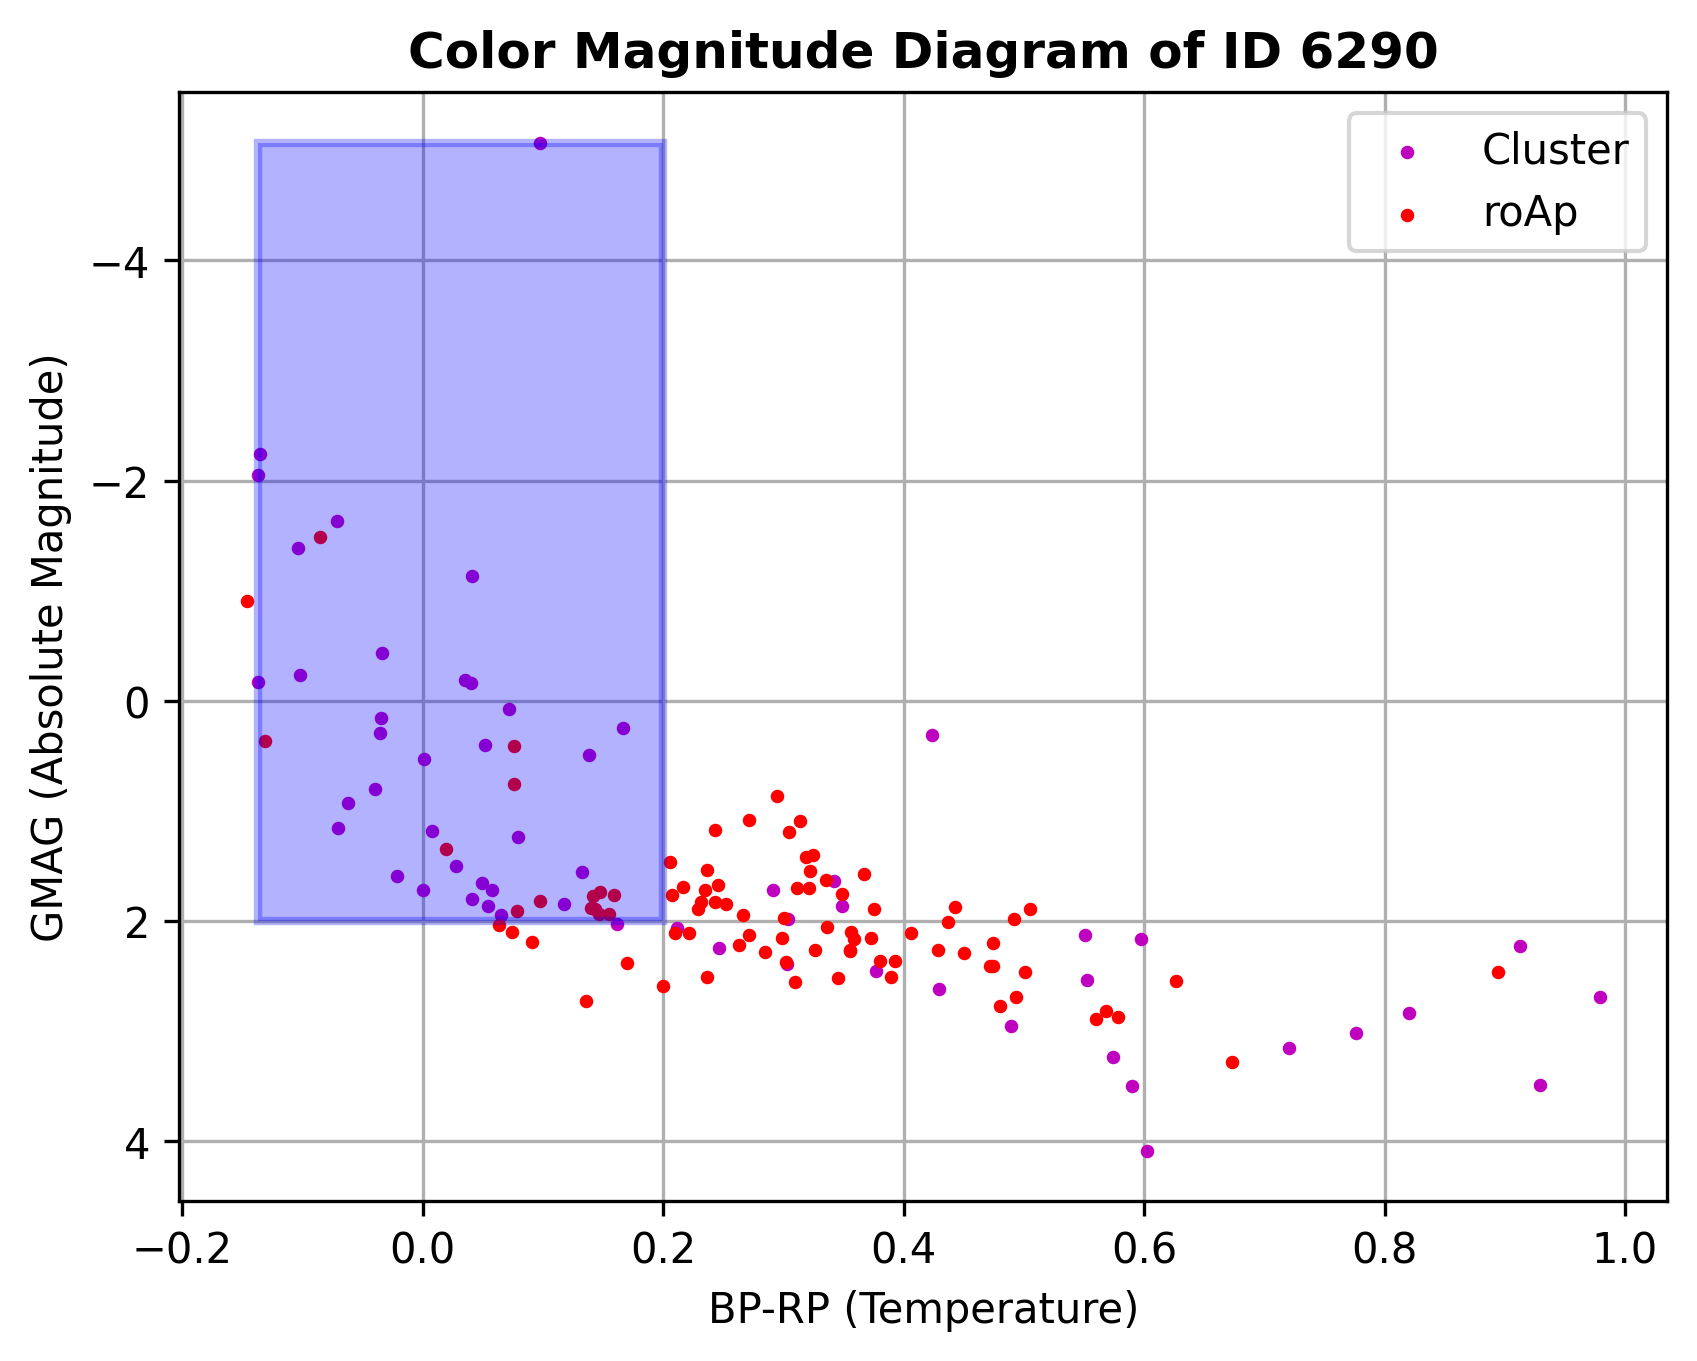 Color Magnitude Diagram of ID 6290
Cluster
roAp
−4
−2
0
2
4
GMAG (Absolute Magnitude)
−0.2 0.0 0.2 0.4 0.6 0.8 1.0
BP-RP (Temperature)